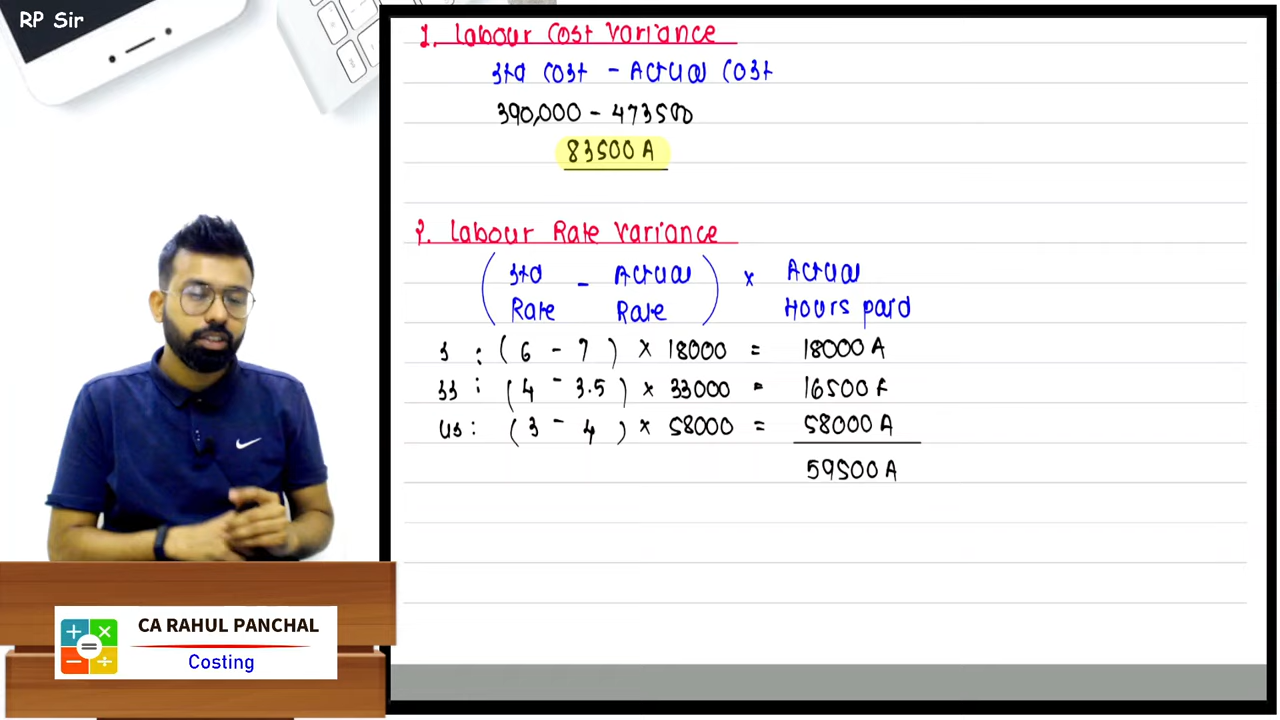 RP Sir
1. Labour Cost Variance
Std Cost - Actual Cost
390,000 - 473500
83500 A
2. Labour Rate Variance
( Std Rate - Actual Rate ) × Actual Hours paid
S : ( 6 - 7 ) × 18000 = 18000 A
SS : ( 4 - 3.5 ) × 33000 = 16500 F
US : ( 3 - 4 ) × 58000 = 58000 A
59500 A
CA RAHUL PANCHAL
Costing